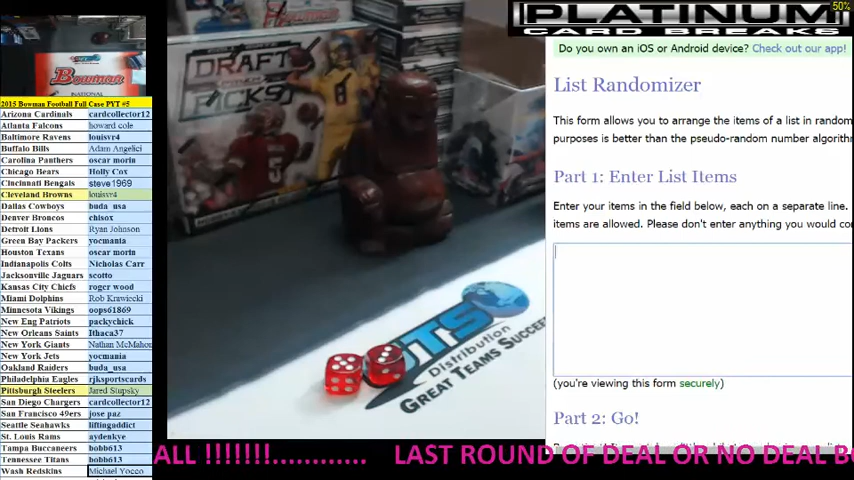 PLATINUM
CARD BREAKS
50%
Bowman
NATIONAL
2015 Bowman Football Full Case PYT #5
Arizona Cardinals cardcollector12
Atlanta Falcons howard cole
Baltimore Ravens louisvr4
Buffalo Bills Adam Angelici
Carolina Panthers oscar morin
Chicago Bears Holly Cox
Cincinnati Bengals steve1969
Cleveland Browns louisvr4
Dallas Cowboys buda_usa
Denver Broncos chisox
Detroit Lions Ryan Johnson
Green Bay Packers yocmania
Houston Texans oscar morin
Indianapolis Colts Nicholas Carr
Jacksonville Jaguars scotto
Kansas City Chiefs roger wood
Miami Dolphins Rob Krawiecki
Minnesota Vikings oops61869
New Eng Patriots packychick
New Orleans Saints Ithaca37
New York Giants Nathan McMahon
New York Jets yocmania
Oakland Raiders buda_usa
Philadelphia Eagles rjksportscards
Pittsburgh Steelers Jared Stupsky
San Diego Chargers cardcollector12
San Francisco 49ers jose paz
Seattle Seahawks liftingaddict
St. Louis Rams aydenkye
Tampa Buccaneers bobb613
Tennessee Titans bobb613
Wash Redskins Michael Yocco
DRAFT
PICKS
GTS
Distribution
GREAT TEAMS SUCCEE
Do you own an iOS or Android device? Check out our app!
List Randomizer
This form allows you to arrange the items of a list in random
purposes is better than the pseudo-random number algorithm
Part 1: Enter List Items
Enter your items in the field below, each on a separate line.
items are allowed. Please don't enter anything you would co
(you're viewing this form securely)
Part 2: Go!
ALL !!!!!!!............ LAST ROUND OF DEAL OR NO DEAL B